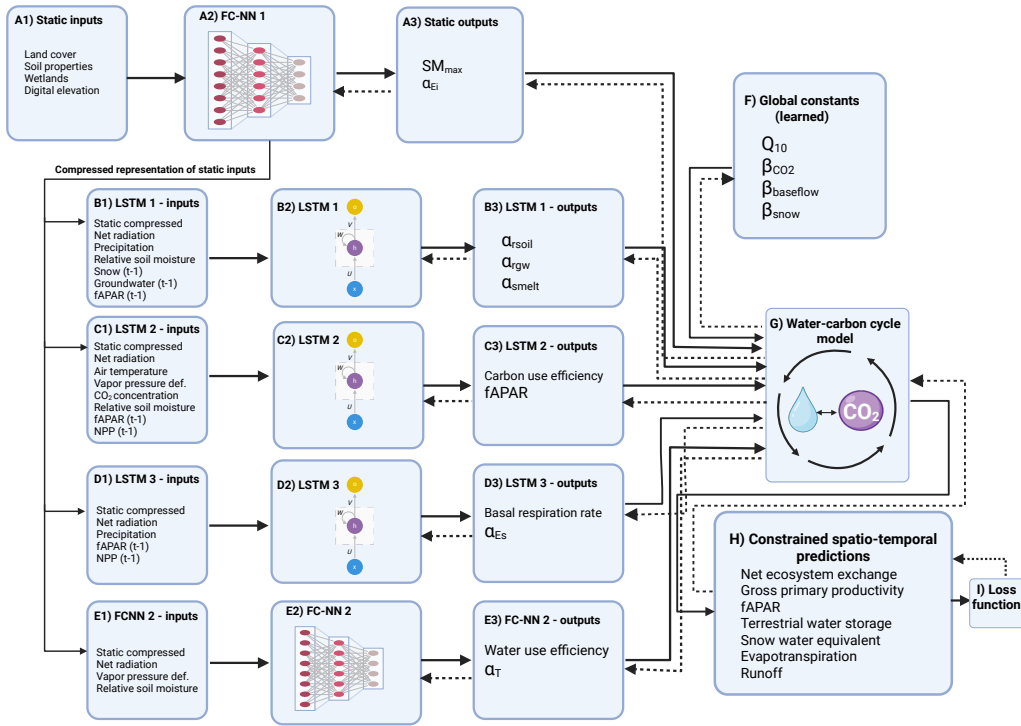 A1) Static inputs
Land cover
Soil properties
Wetlands
Digital elevation
A2) FC-NN 1
A3) Static outputs
SMmax
αEi
F) Global constants
(learned)
Q10
βCO2
βbaseflow
βsnow
Compressed representation of static inputs
B1) LSTM 1 - inputs
Static compressed
Net radiation
Precipitation
Relative soil moisture
Snow (t-1)
Groundwater (t-1)
fAPAR (t-1)
B2) LSTM 1
o
V
W
h
U
x
B3) LSTM 1 - outputs
αrsoil
αrgw
αsmelt
C1) LSTM 2 - inputs
Static compressed
Net radiation
Air temperature
Vapor pressure def.
CO2 concentration
Relative soil moisture
fAPAR (t-1)
NPP (t-1)
C2) LSTM 2
o
V
W
h
U
x
C3) LSTM 2 - outputs
Carbon use efficiency
fAPAR
G) Water-carbon cycle
model
CO2
D1) LSTM 3 - inputs
Static compressed
Net radiation
Precipitation
fAPAR (t-1)
NPP (t-1)
D2) LSTM 3
o
V
W
h
U
x
D3) LSTM 3 - outputs
Basal respiration rate
αEs
H) Constrained spatio-temporal
predictions
Net ecosystem exchange
Gross primary productivity
fAPAR
Terrestrial water storage
Snow water equivalent
Evapotranspiration
Runoff
I) Loss
function
E1) FCNN 2 - inputs
Static compressed
Net radiation
Vapor pressure def.
Relative soil moisture
E2) FC-NN 2
E3) FC-NN 2 - outputs
Water use efficiency
αT